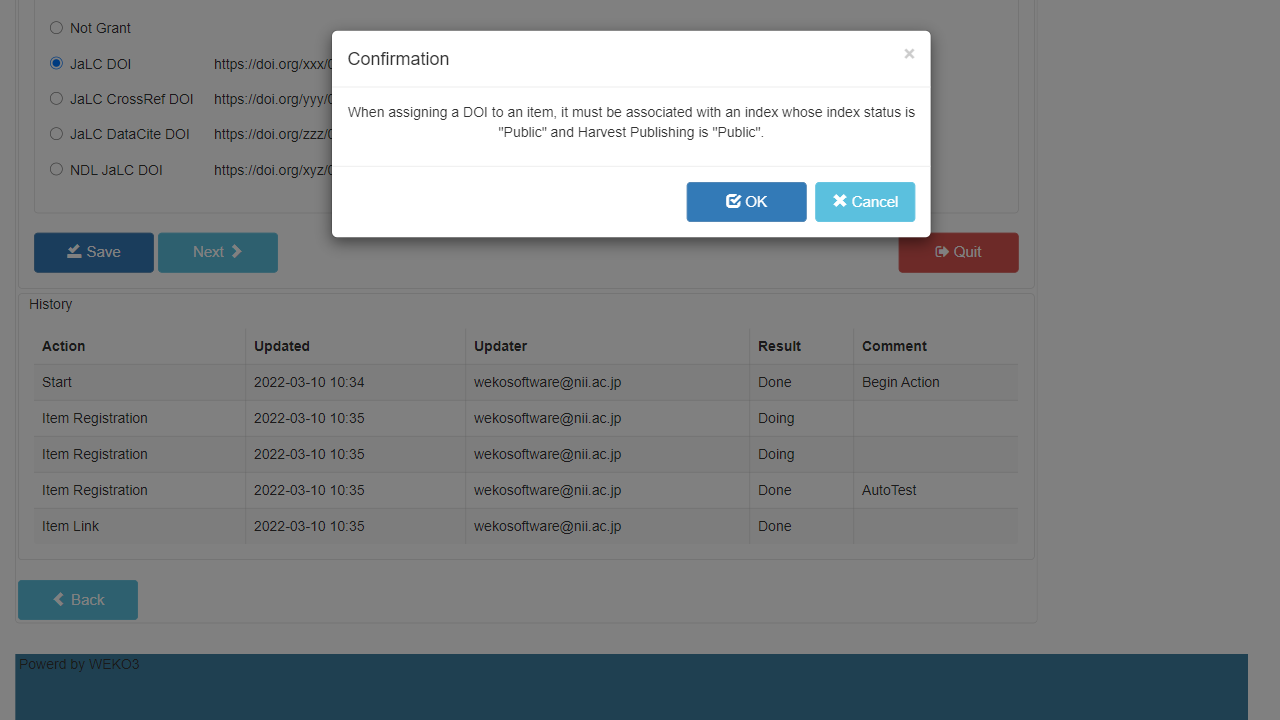 Not Grant
Confirmation
×
JaLC DOI https://doi.org/xxx/
JaLC CrossRef DOI https://doi.org/yyy/
When assigning a DOI to an item, it must be associated with an index whose index status is
"Public" and Harvest Publishing is "Public".
JaLC DataCite DOI https://doi.org/zzz/
NDL JaLC DOI https://doi.org/xyz/
OK Cancel
Save Next Quit
History
Action Updated Updater Result Comment
Start 2022-03-10 10:34 wekosoftware@nii.ac.jp Done Begin Action
Item Registration 2022-03-10 10:35 wekosoftware@nii.ac.jp Doing
Item Registration 2022-03-10 10:35 wekosoftware@nii.ac.jp Doing
Item Registration 2022-03-10 10:35 wekosoftware@nii.ac.jp Done AutoTest
Item Link 2022-03-10 10:35 wekosoftware@nii.ac.jp Done
Back
Powerd by WEKO3